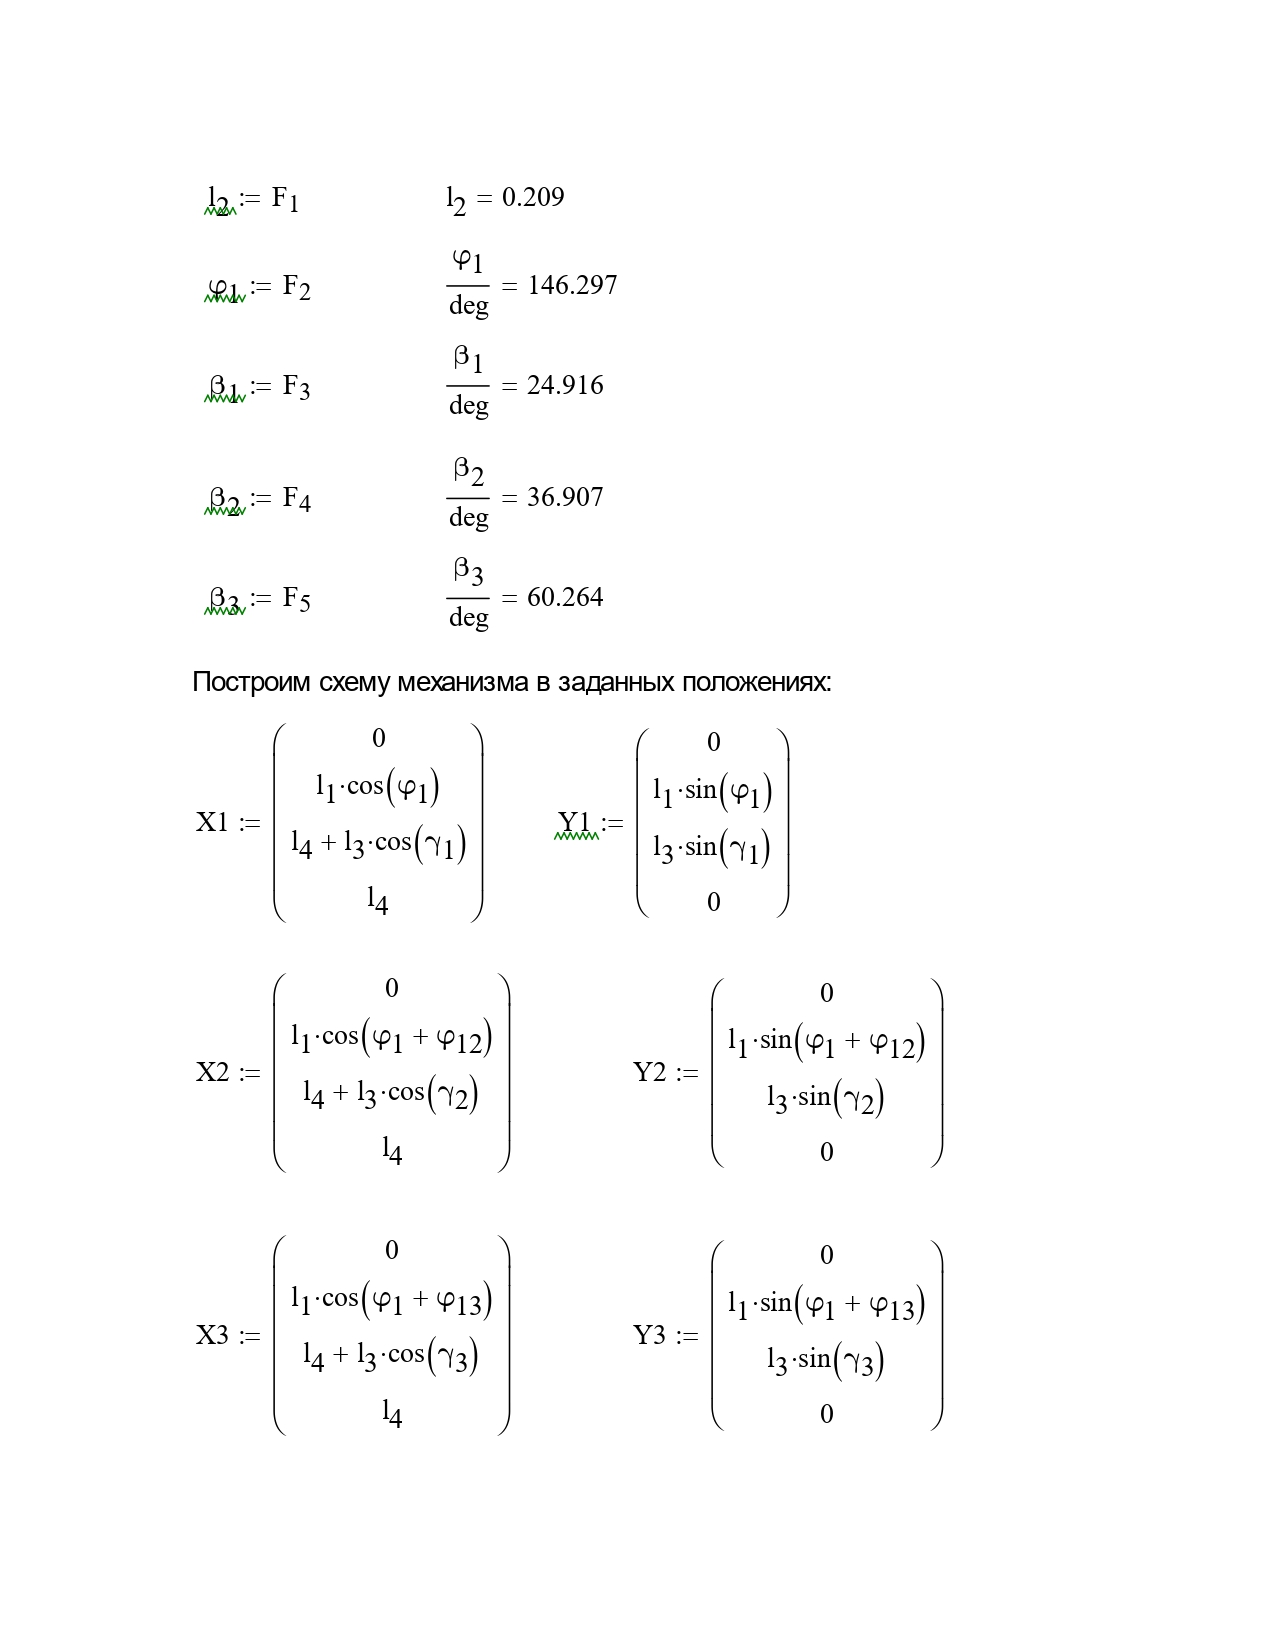 l₂ := F₁ l₂ = 0.209
φ₁ := F₂ φ₁/deg = 146.297
β₁ := F₃ β₁/deg = 24.916
β₂ := F₄ β₂/deg = 36.907
β₃ := F₅ β₃/deg = 60.264
Построим схему механизма в заданных положениях:
X1 := (0; l₁·cos(φ₁); l₄ + l₃·cos(γ₁); l₄) Y1 := (0; l₁·sin(φ₁); l₃·sin(γ₁); 0)
X2 := (0; l₁·cos(φ₁ + φ₁₂); l₄ + l₃·cos(γ₂); l₄) Y2 := (0; l₁·sin(φ₁ + φ₁₂); l₃·sin(γ₂); 0)
X3 := (0; l₁·cos(φ₁ + φ₁₃); l₄ + l₃·cos(γ₃); l₄) Y3 := (0; l₁·sin(φ₁ + φ₁₃); l₃·sin(γ₃); 0)